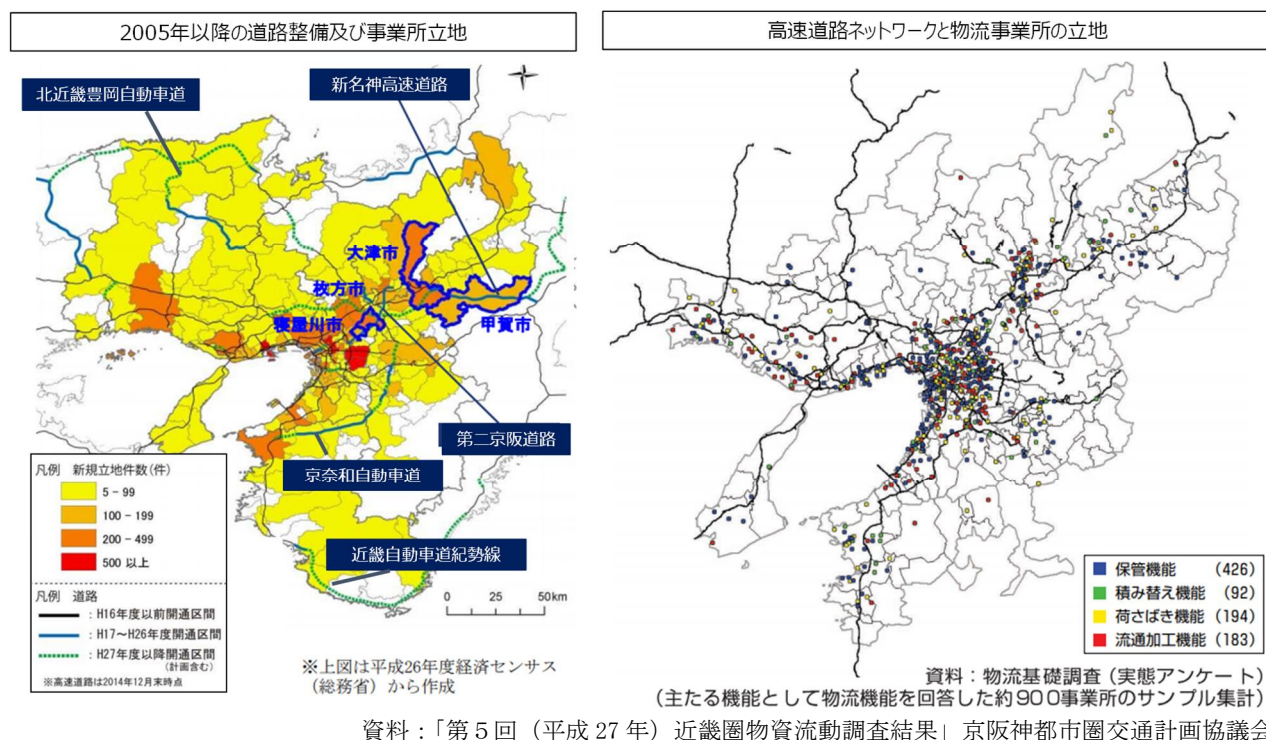 2005年以降の道路整備及び事業所立地
北近畿豊岡自動車道
新名神高速道路
大津市
枚方市
寝屋川市
甲賀市
第二京阪道路
京奈和自動車道
近畿自動車道紀勢線
凡例 新規立地件数(件)
5 - 99
100 - 199
200 - 499
500 以上
凡例 道路
: H16年度以前開通区間
: H17～H26年度開通区間
: H27年度以降開通区間
(計画含む)
※高速道路は2014年12月末時点
0 25 50km
※上図は平成26年度経済センサス
(総務省)から作成
高速道路ネットワークと物流事業所の立地
保管機能 (426)
積み替え機能 (92)
荷さばき機能 (194)
流通加工機能 (183)
資料：物流基礎調査（実態アンケート）
（主たる機能として物流機能を回答した約900事業所のサンプル集計）
資料：「第５回（平成 27 年）近畿圏物資流動調査結果」京阪神都市圏交通計画協議会